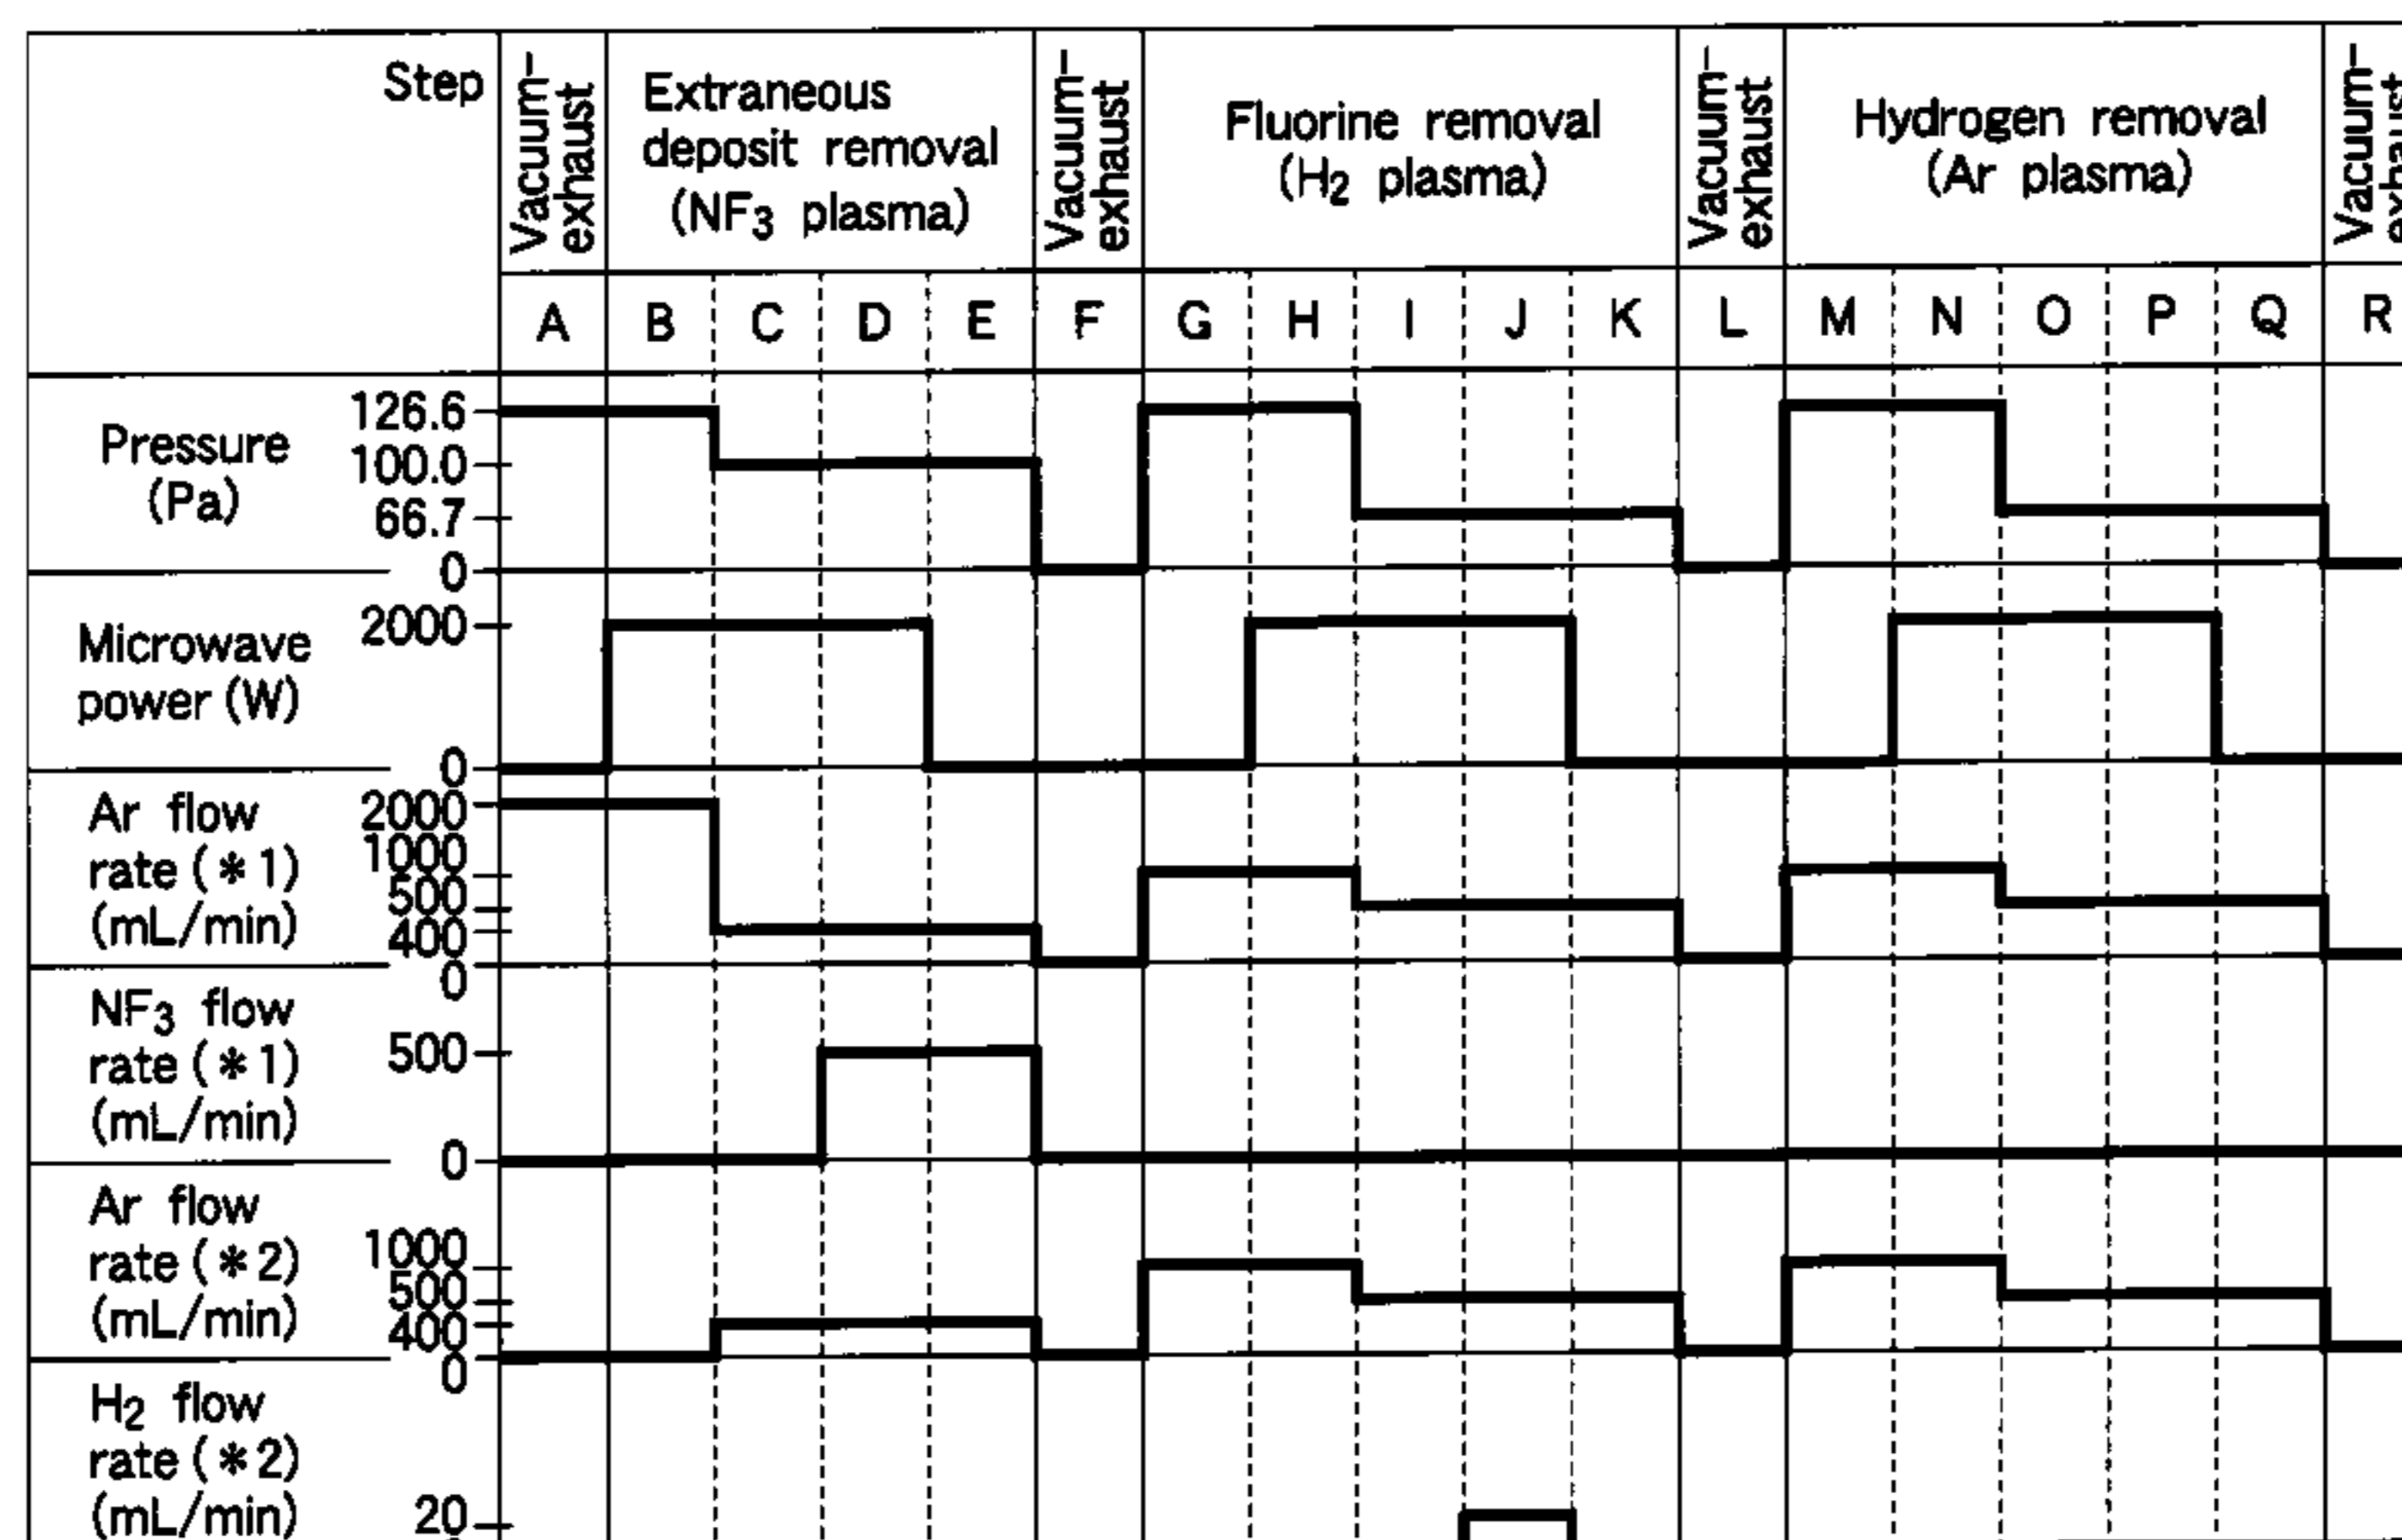 Step
Vacuum-
exhaust
Extraneous
deposit removal
(NF3 plasma)
Vacuum-
exhaust
Fluorine removal
(H2 plasma)
Vacuum-
exhaust
Hydrogen removal
(Ar plasma)
Vacuum-
exhaust
A B C D E F G H I J K L M N O P Q R
Pressure
(Pa)
126.6
100.0
66.7
0
Microwave
power (W)
2000
0
Ar flow
rate (*1)
(mL/min)
2000
1000
500
400
0
NF3 flow
rate (*1)
(mL/min)
500
0
Ar flow
rate (*2)
(mL/min)
1000
500
400
0
H2 flow
rate (*2)
(mL/min)
20